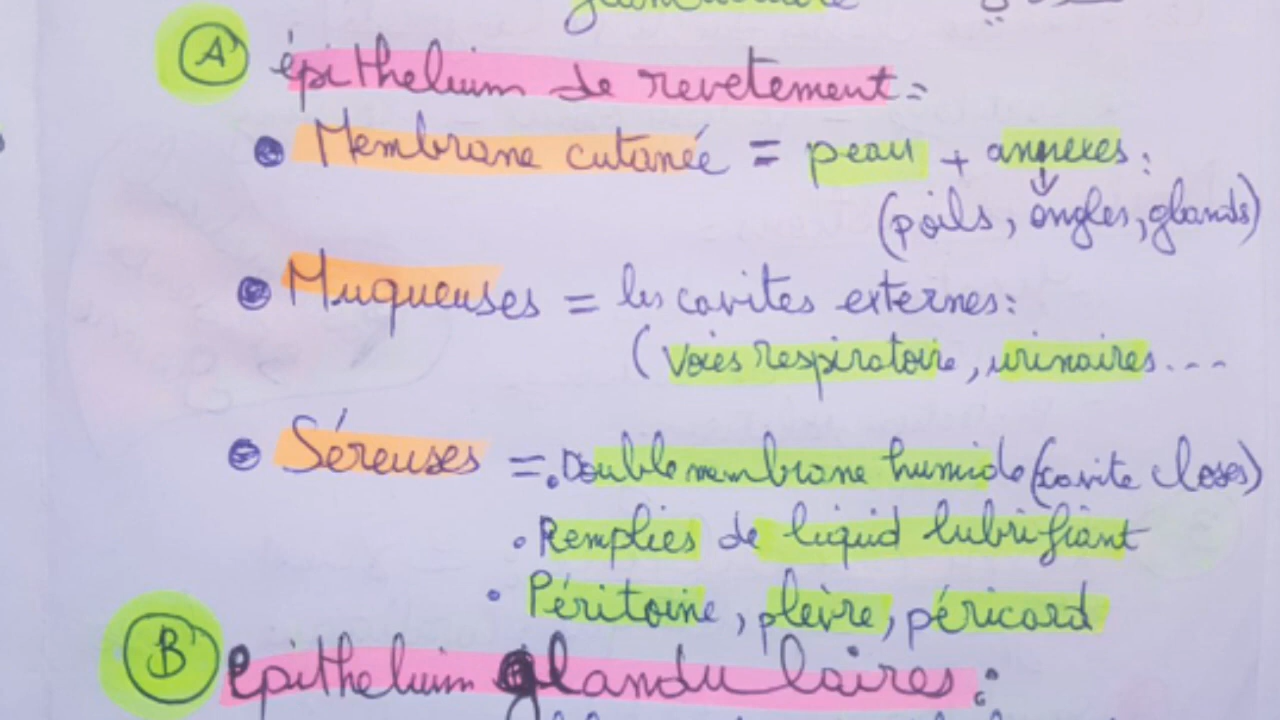 A épithelium de revetement =
• Membrane cutanée = peau + annexes :
(poils, ongles, glands)
• Muqueuses = les cavites externes :
(Voies respiratoire, urinaires....
• Séreuses = . Double membrane humide (cavite closes)
• Remplies de liquid lubrifiant
• Péritoine, pleivre, péricard
B epithelium glandulaires :